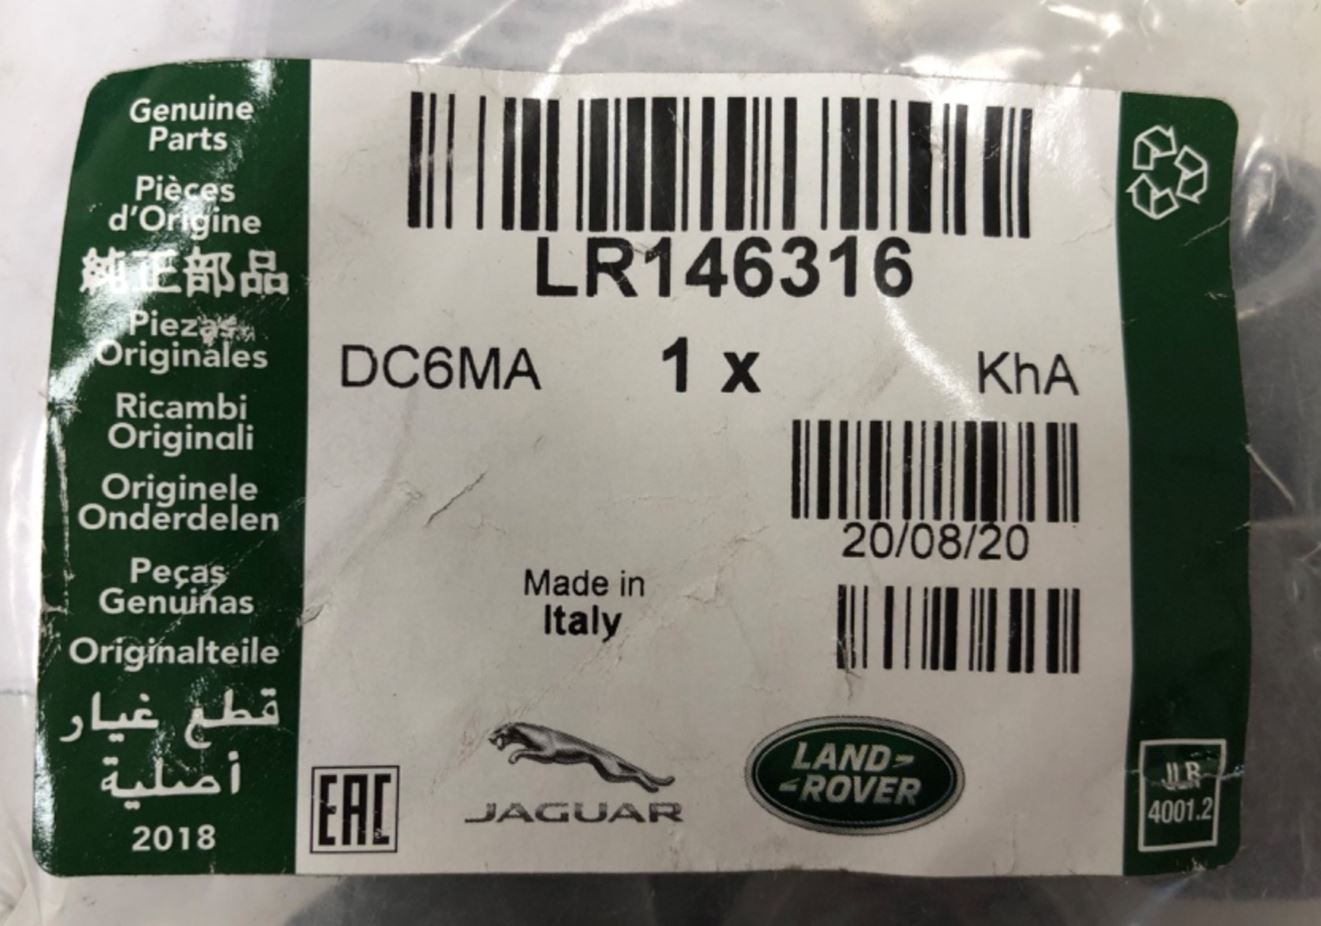 Genuine
Parts
Pièces
d'Origine
純正部品
Piezas
Originales
Ricambi
Originali
Originele
Onderdelen
Peças
Genuinas
Originalteile
قطع غيار
أصلية
2018
LR146316
DC6MA 1 x KhA
20/08/20
Made in
Italy
EAC
JAGUAR
LAND-
-ROVER
JLR
4001.2